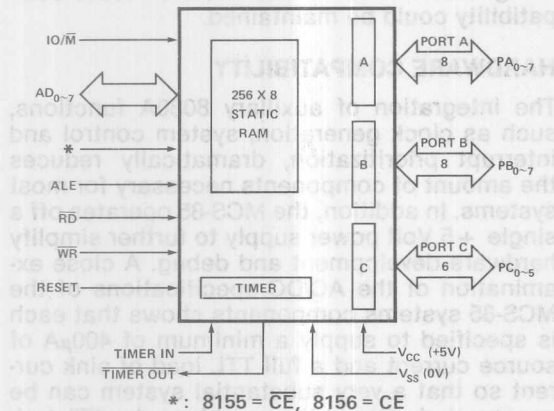 IO/M̅
AD₀~₇
*
ALE
R̅D̅
W̅R̅
RESET
256 X 8
STATIC
RAM
TIMER
A
B
C
PORT A
8
PA₀~₇
PORT B
8
PB₀~₇
PORT C
6
PC₀~₅
TIMER IN
T̅I̅M̅E̅R̅ O̅U̅T̅
VCC (+5V)
VSS (0V)
*: 8155 = C̅E̅, 8156 = CE
patibility could be maintained.
HARDWARE COMPATIBILITY
The integration of auxiliary 8080A functions,
such as clock generation, system control and
interrupt prioritization, dramatically reduces
the amount of components necessary for most
systems. In addition, the MCS-85 operates off a
single +5 Volt power supply to further simplify
hardware development and debug. A close ex-
amination of the AC/DC specifications of the
MCS-85 systems components shows that each
is specified to supply a minimum of 400μA of
source current and a full TTL load of sink cur-
rent so that a very substantial system can be